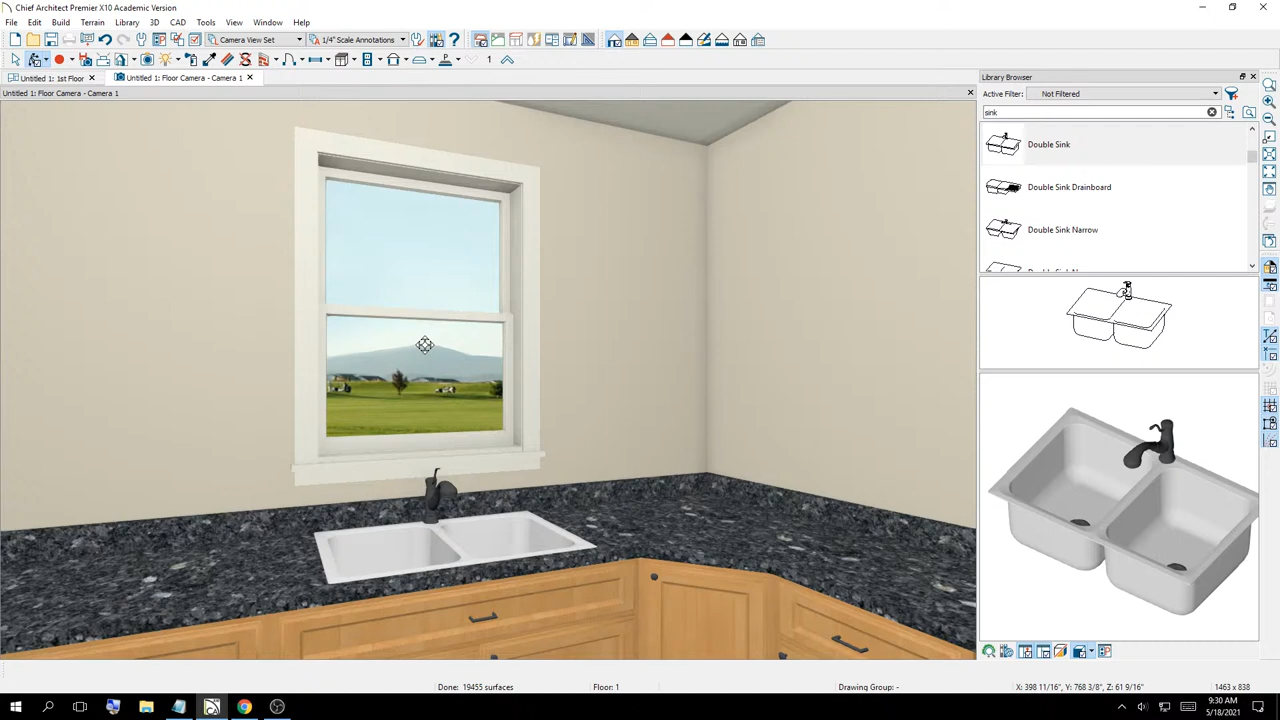 Chief Architect Premier X10 Academic Version
File Edit Build Terrain Library 3D CAD Tools View Window Help
Camera View Set
1/4" Scale Annotations
1
Untitled 1: 1st Floor
Untitled 1: Floor Camera - Camera 1
Untitled 1: Floor Camera - Camera 1
Library Browser
Active Filter: Not Filtered
sink
Double Sink
Double Sink Drainboard
Double Sink Narrow
Done: 19455 surfaces
Floor: 1
Drawing Group: -
X: 398 11/16", Y: 768 3/8", Z: 61 9/16"
1463 x 838
9:30 AM
5/18/2021